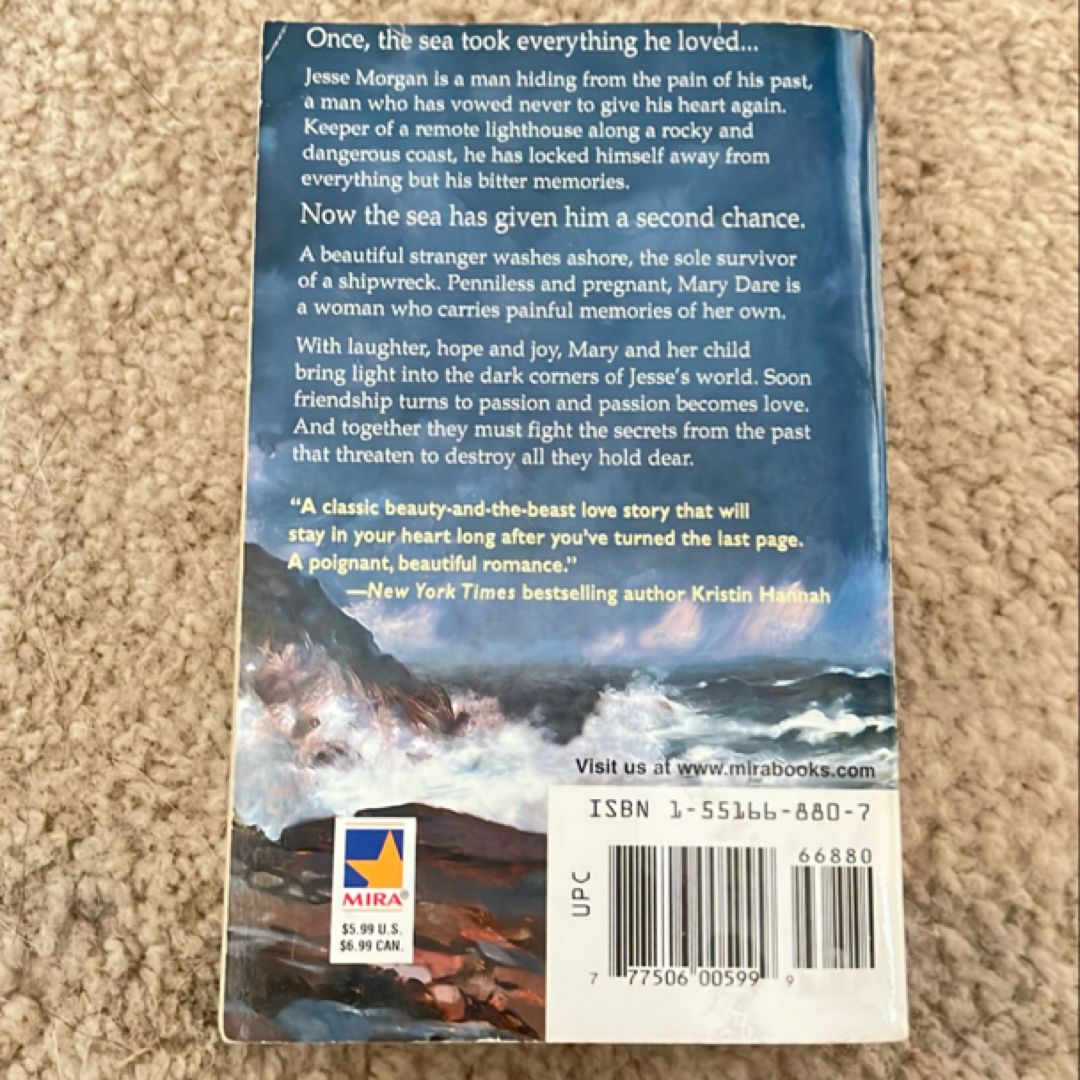 Once, the sea took everything he loved...
Jesse Morgan is a man hiding from the pain of his past,
a man who has vowed never to give his heart again.
Keeper of a remote lighthouse along a rocky and
dangerous coast, he has locked himself away from
everything but his bitter memories.
Now the sea has given him a second chance.
A beautiful stranger washes ashore, the sole survivor
of a shipwreck. Penniless and pregnant, Mary Dare is
a woman who carries painful memories of her own.
With laughter, hope and joy, Mary and her child
bring light into the dark corners of Jesse's world. Soon
friendship turns to passion and passion becomes love.
And together they must fight the secrets from the past
that threaten to destroy all they hold dear.
"A classic beauty-and-the-beast love story that will
stay in your heart long after you've turned the last page.
A poignant, beautiful romance."
—New York Times bestselling author Kristin Hannah
Visit us at www.mirabooks.com
ISBN 1-55166-880-7
66880
UPC
7 77506 00599 9
MIRA®
$5.99 U.S.
$6.99 CAN.